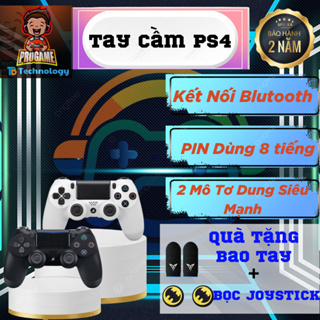 PROGAME
Technology
TAY CẦM PS4
BẢO HÀNH
2 NĂM
Kết Nối Blutooth
PIN Dùng 8 tiếng
2 Mô Tơ Dung Siêu
Mạnh
QUÀ TẶNG
BAO TAY
+
BỌC JOYSTICK